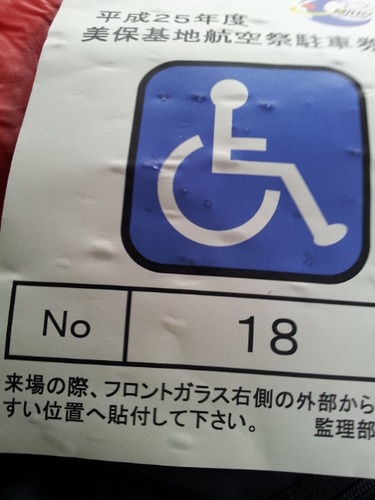 平成25年度
美保基地航空祭駐車券
No 18
来場の際、フロントガラス右側の外部から
すい位置へ貼付して下さい。 監理部